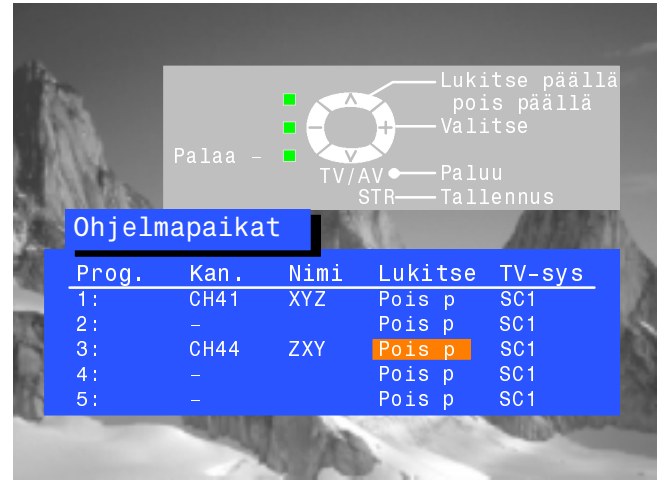 Lukitse päällä
pois päällä
Valitse
Palaa –
TV/AV Paluu
STR Tallennus
Ohjelmapaikat
Prog. Kan. Nimi Lukitse TV-sys
1: CH41 XYZ Pois p SC1
2: – Pois p SC1
3: CH44 ZXY Pois p SC1
4: – Pois p SC1
5: – Pois p SC1